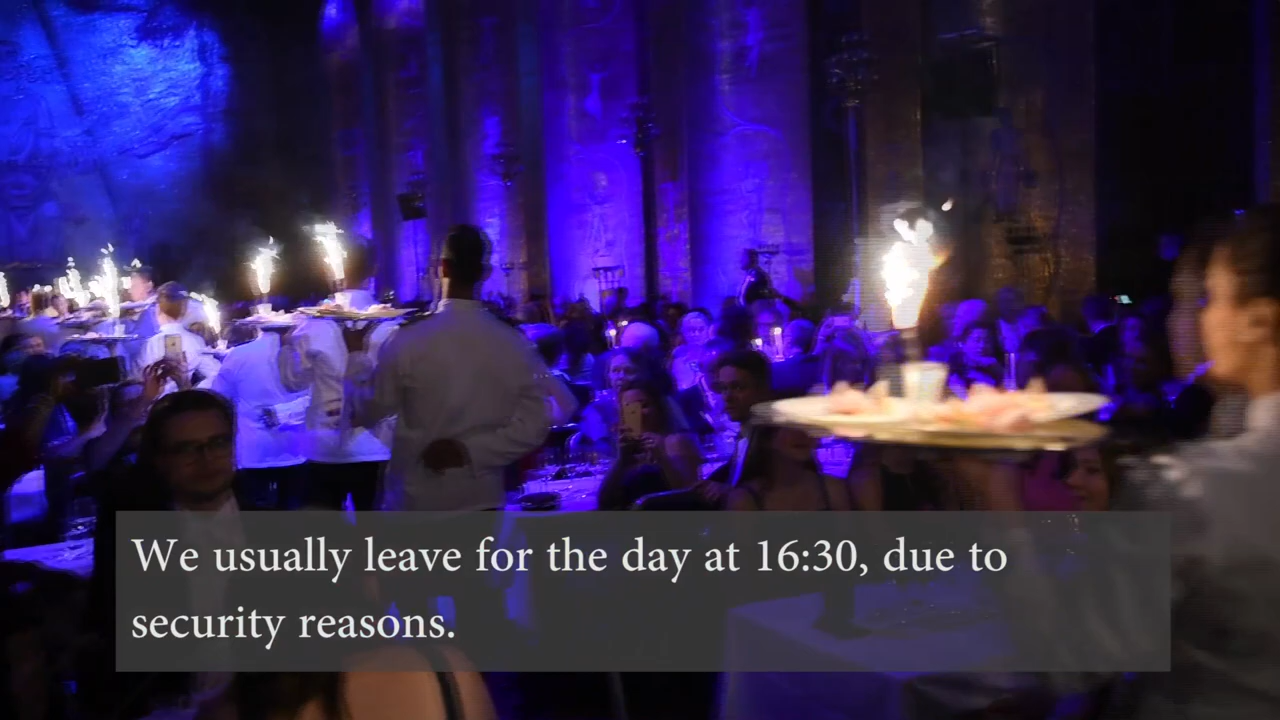 We usually leave for the day at 16:30, due to
security reasons.